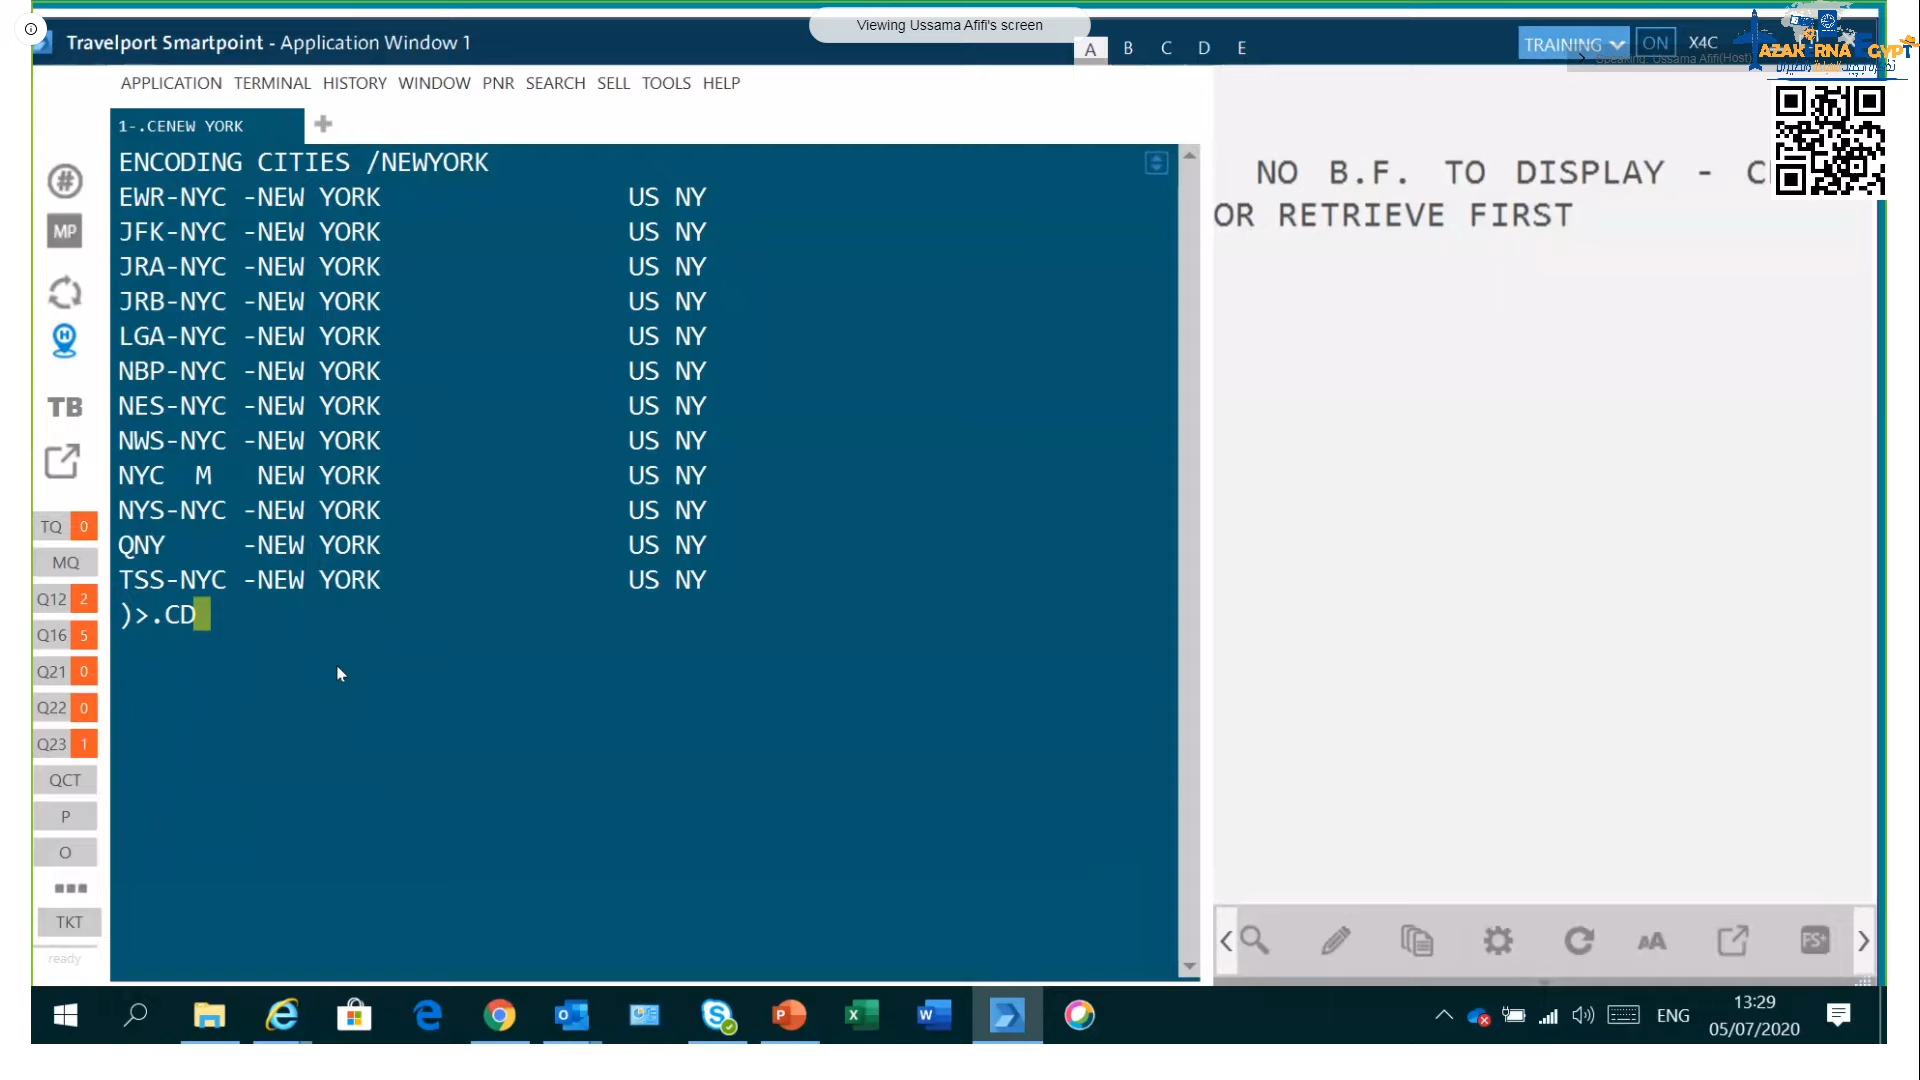 Viewing Ussama Afifi's screen
Travelport Smartpoint - Application Window 1
A B C D E
TRAINING ON X4C
Speaking: Ussama Afifi(Host)
APPLICATION TERMINAL HISTORY WINDOW PNR SEARCH SELL TOOLS HELP
1-.CENEW YORK
ENCODING CITIES /NEWYORK
EWR-NYC -NEW YORK US NY
JFK-NYC -NEW YORK US NY
JRA-NYC -NEW YORK US NY
JRB-NYC -NEW YORK US NY
LGA-NYC -NEW YORK US NY
NBP-NYC -NEW YORK US NY
NES-NYC -NEW YORK US NY
NWS-NYC -NEW YORK US NY
NYC M NEW YORK US NY
NYS-NYC -NEW YORK US NY
QNY -NEW YORK US NY
TSS-NYC -NEW YORK US NY
)>.CD
NO B.F. TO DISPLAY - C
OR RETRIEVE FIRST
#
MP
H
TB
TQ 0
MQ
Q12 2
Q16 5
Q21 0
Q22 0
Q23 1
QCT
P
O
TKT
ready
AA
FS+
ENG
13:29
05/07/2020